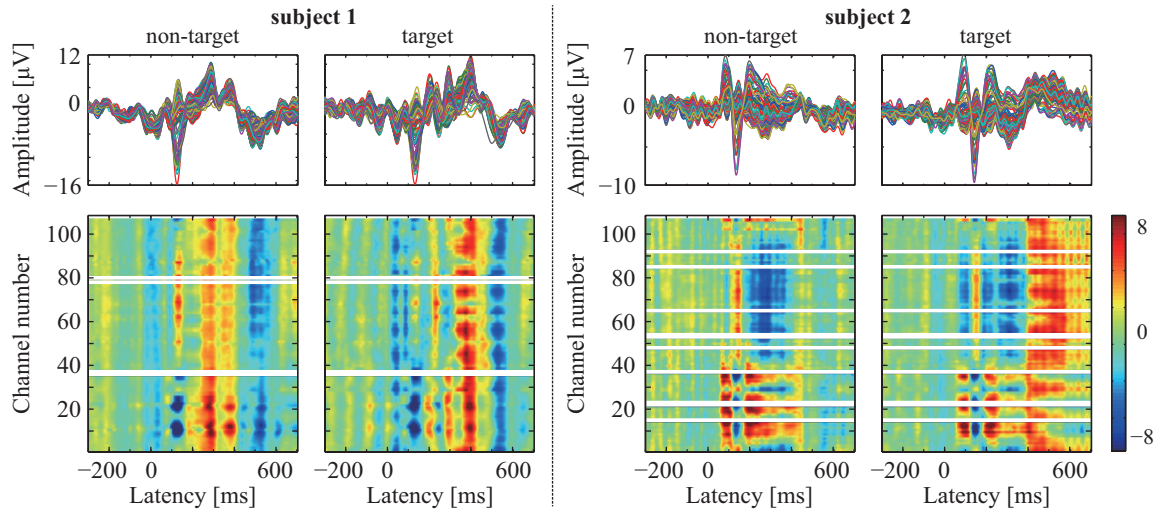 subject 1
subject 2
non-target
target
non-target
target
Amplitude [μV]
12
0
−16
Amplitude [μV]
7
0
−10
Channel number
100
80
60
40
20
Channel number
100
80
60
40
20
8
0
−8
−200
0
600
−200
0
600
−200
0
600
−200
0
600
Latency [ms]
Latency [ms]
Latency [ms]
Latency [ms]